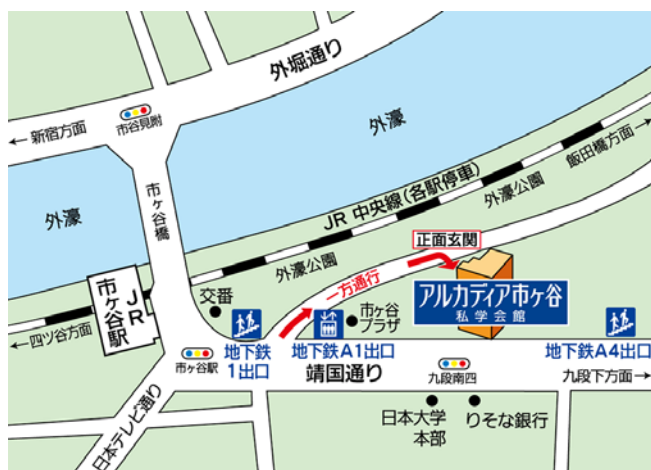 外堀通り
←新宿方面
市谷見附
外濠
飯田橋方面→
外濠公園
JR 中央線(各駅停車)
外濠
市ヶ谷橋
正面玄関
外濠公園
一方通行
JR
市ヶ谷駅
交番
市ヶ谷
プラザ
アルカディア市ヶ谷
私学会館
←四ツ谷方面
市ヶ谷駅
地下鉄
1出口
地下鉄A1出口
地下鉄A4出口
靖国通り
九段南四
九段下方面→
日本テレビ通り
日本大学
本部
りそな銀行